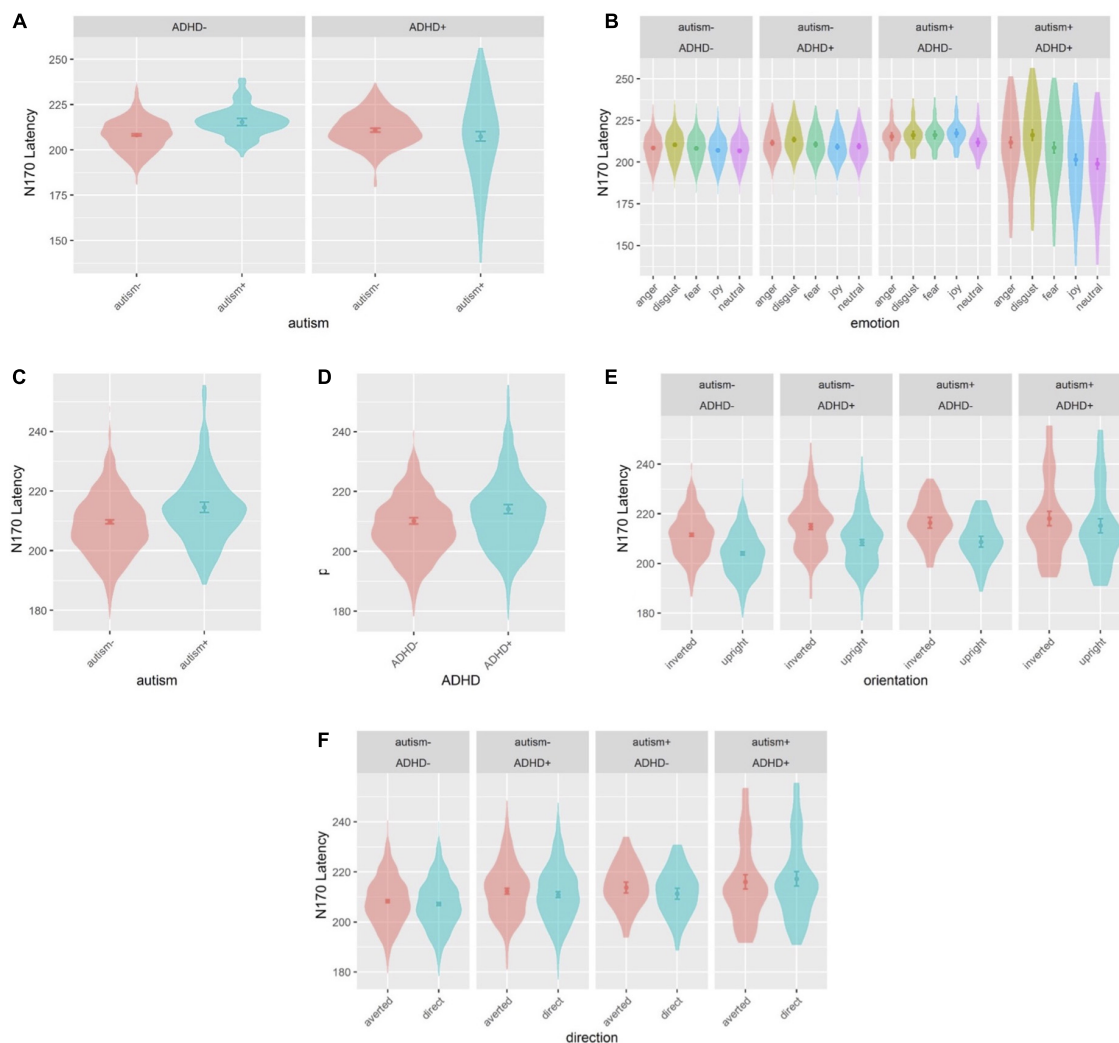 A
ADHD-
ADHD+
250
225
200
175
150
N170 Latency
autism-
autism+
autism-
autism+
autism
B
autism-
ADHD-
autism-
ADHD+
autism+
ADHD-
autism+
ADHD+
250
225
200
175
150
N170 Latency
anger
disgust
fear
joy
neutral
anger
disgust
fear
joy
neutral
anger
disgust
fear
joy
neutral
anger
disgust
fear
joy
neutral
emotion
C
240
220
200
180
N170 Latency
autism-
autism+
autism
D
240
220
200
180
p
ADHD-
ADHD+
ADHD
E
autism-
ADHD-
autism-
ADHD+
autism+
ADHD-
autism+
ADHD+
240
220
200
180
N170 Latency
inverted
upright
inverted
upright
inverted
upright
inverted
upright
orientation
F
autism-
ADHD-
autism-
ADHD+
autism+
ADHD-
autism+
ADHD+
240
220
200
180
N170 Latency
averted
direct
averted
direct
averted
direct
averted
direct
direction